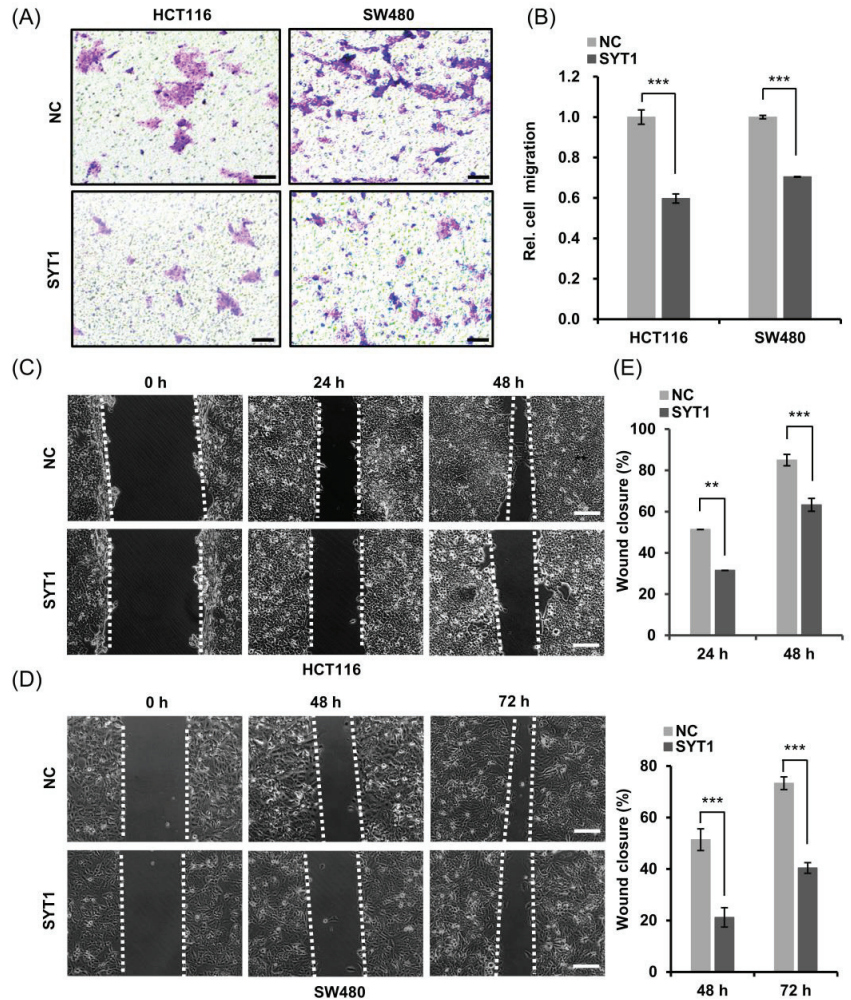 (A)
HCT116
SW480
NC
SYT1
(B)
NC
SYT1
Rel. cell migration
1.2
1.0
0.8
0.6
0.4
0.2
0.0
***
***
HCT116
SW480
(C)
0 h
24 h
48 h
NC
SYT1
HCT116
(E)
NC
SYT1
Wound closure (%)
100
80
60
40
20
0
**
***
24 h
48 h
(D)
0 h
48 h
72 h
NC
SYT1
SW480
NC
SYT1
Wound closure (%)
80
60
40
20
0
***
***
48 h
72 h